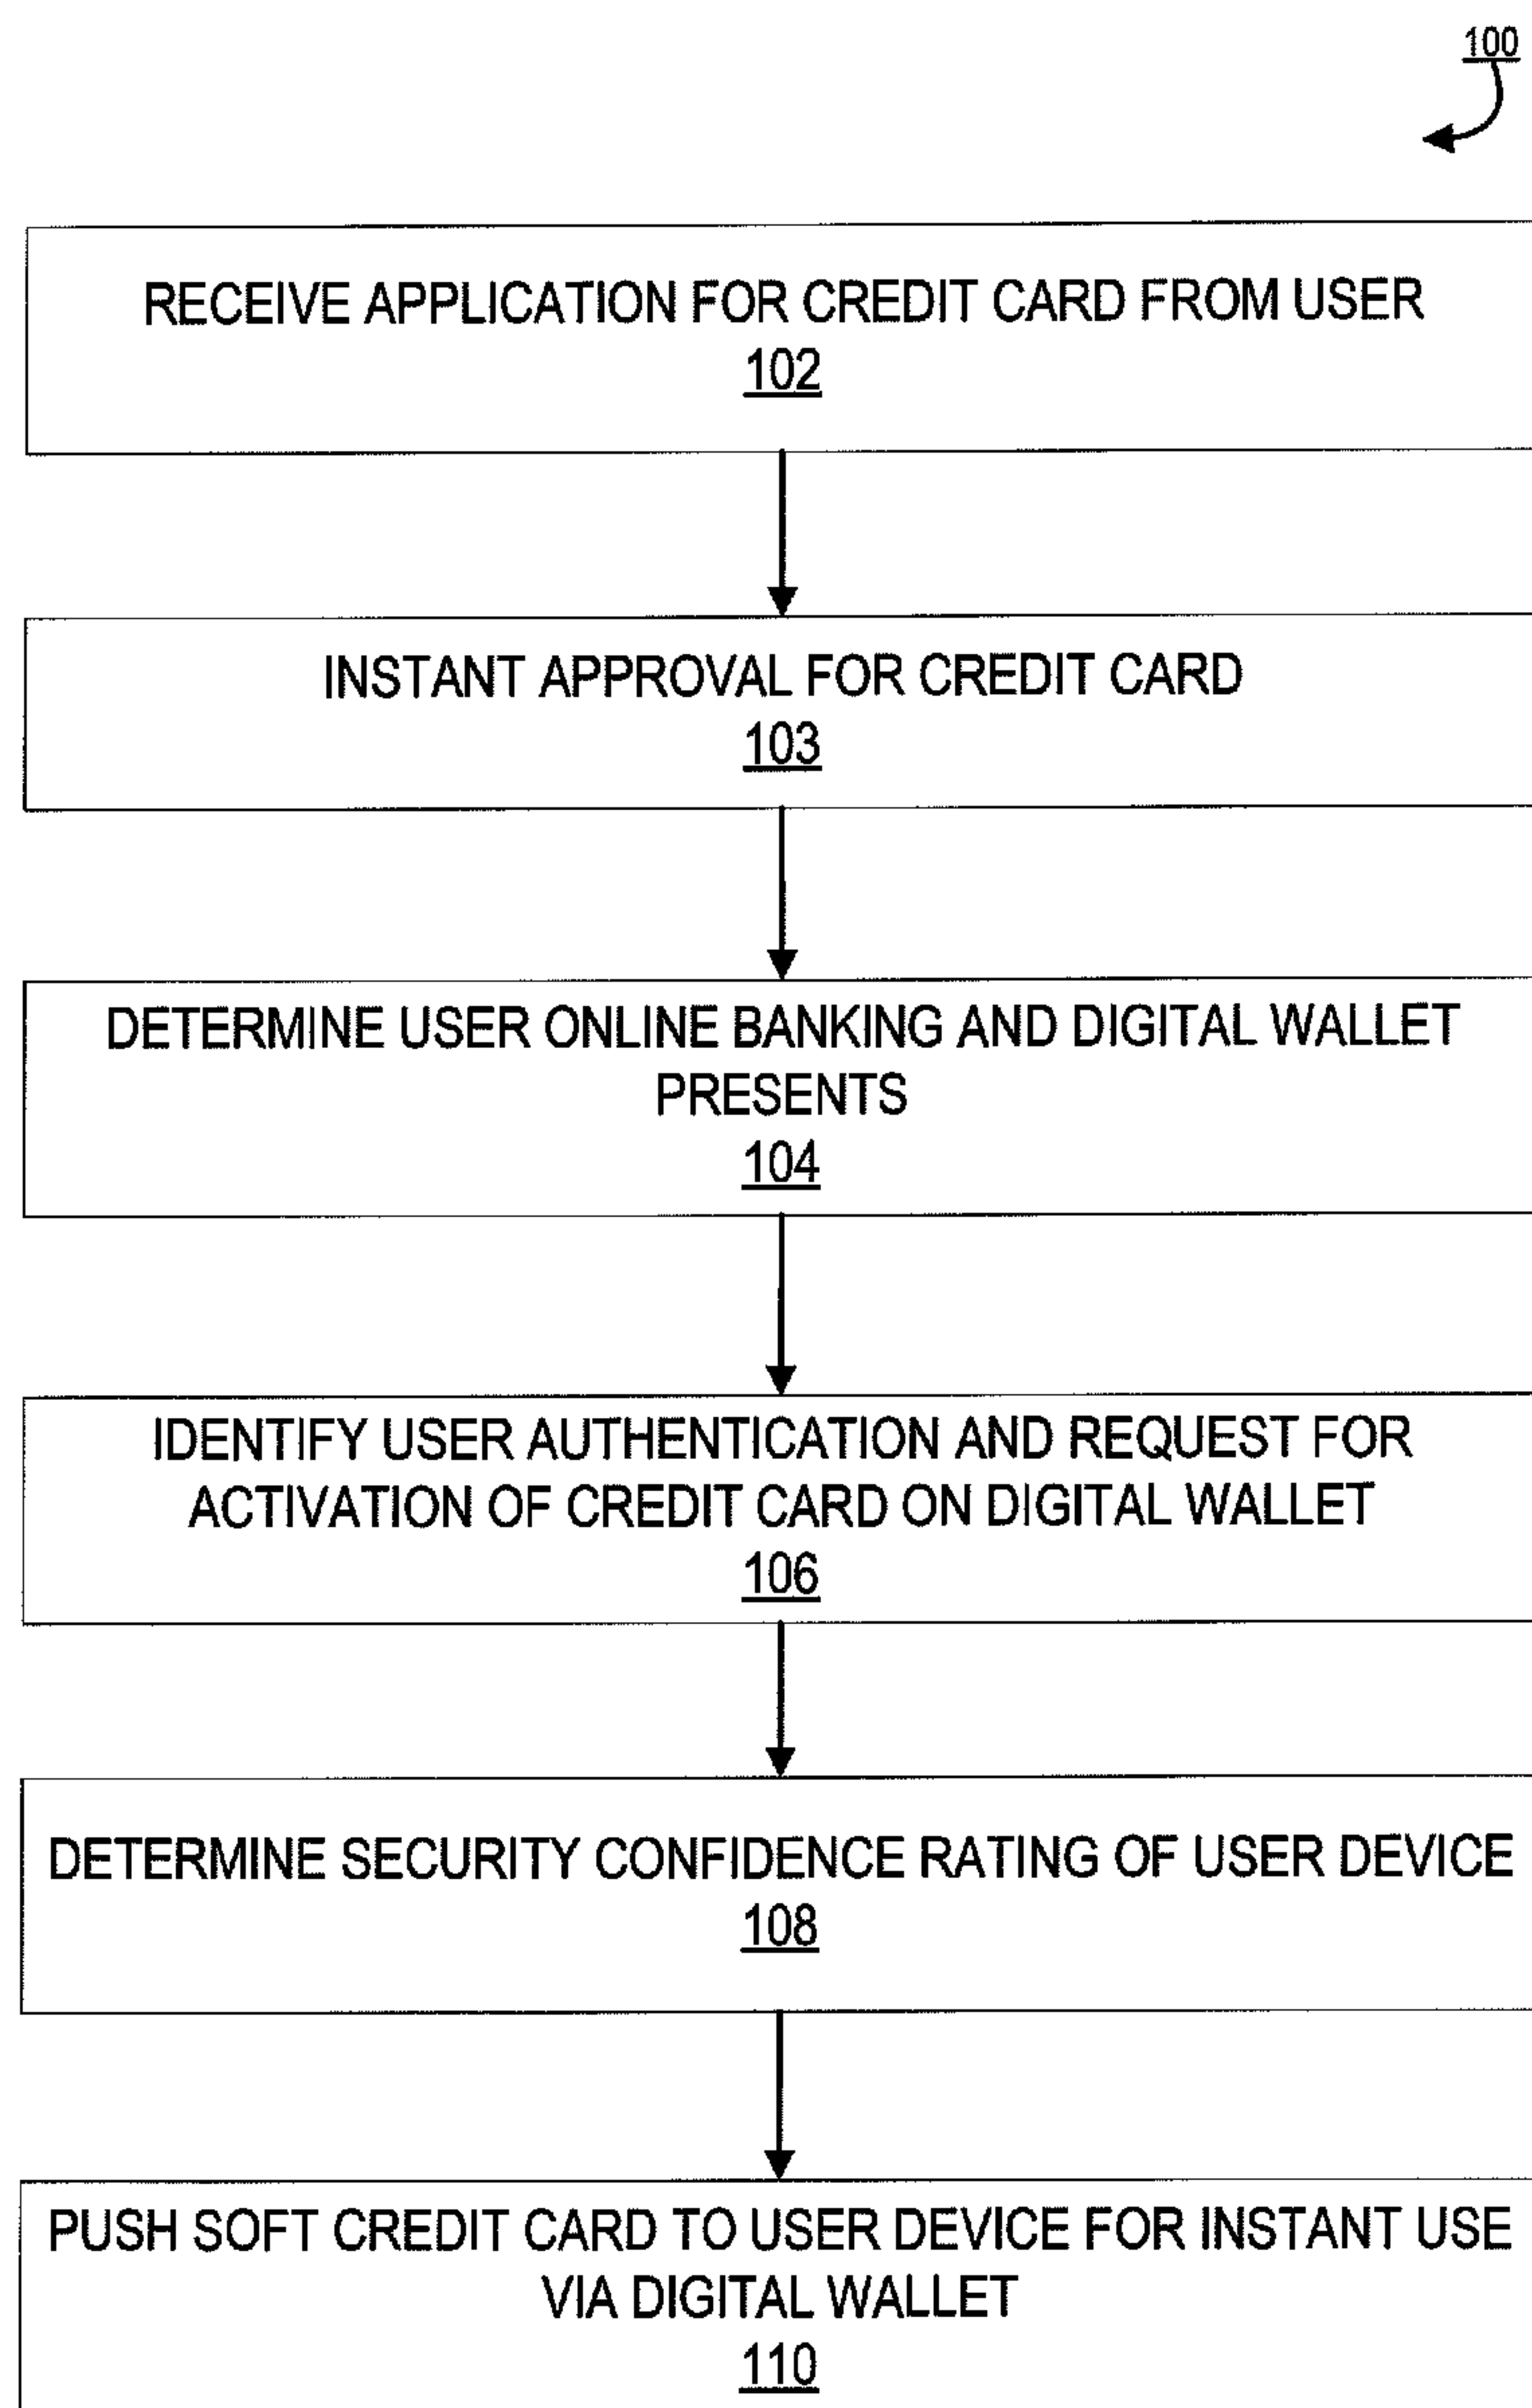 100
RECEIVE APPLICATION FOR CREDIT CARD FROM USER
102
INSTANT APPROVAL FOR CREDIT CARD
103
DETERMINE USER ONLINE BANKING AND DIGITAL WALLET
PRESENTS
104
IDENTIFY USER AUTHENTICATION AND REQUEST FOR
ACTIVATION OF CREDIT CARD ON DIGITAL WALLET
106
DETERMINE SECURITY CONFIDENCE RATING OF USER DEVICE
108
PUSH SOFT CREDIT CARD TO USER DEVICE FOR INSTANT USE
VIA DIGITAL WALLET
110